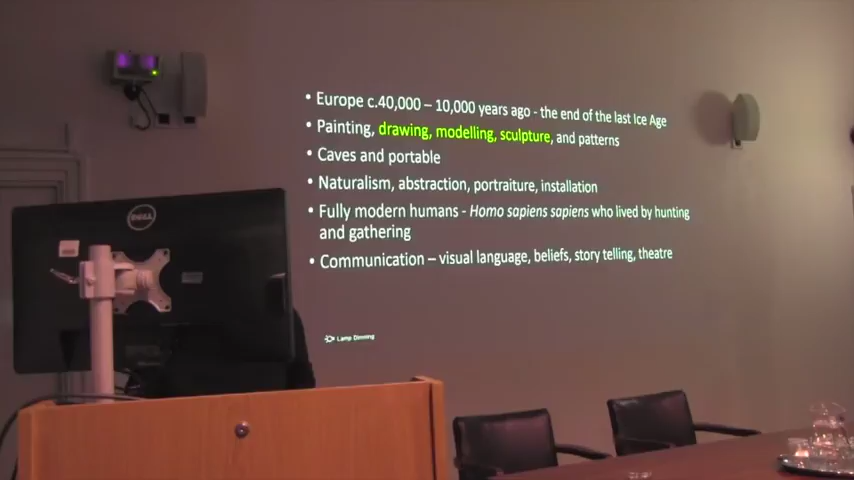 • Europe c.40,000 – 10,000 years ago - the end of the last Ice Age
• Painting, drawing, modelling, sculpture, and patterns
• Caves and portable
• Naturalism, abstraction, portraiture, installation
• Fully modern humans - Homo sapiens sapiens who lived by hunting
and gathering
• Communication – visual language, beliefs, story telling, theatre
Lamp Dimming
DELL